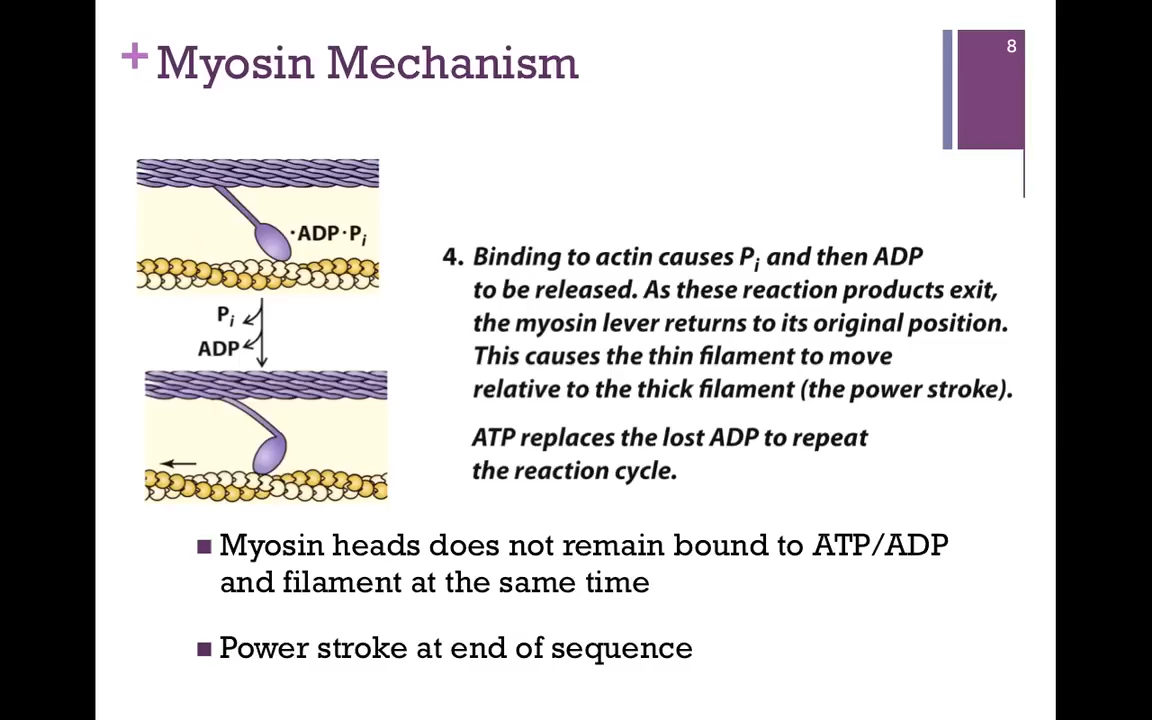 8
+ Myosin Mechanism
·ADP·Pi
Pi
ADP
4. Binding to actin causes Pi and then ADP
to be released. As these reaction products exit,
the myosin lever returns to its original position.
This causes the thin filament to move
relative to the thick filament (the power stroke).
ATP replaces the lost ADP to repeat
the reaction cycle.
■ Myosin heads does not remain bound to ATP/ADP
and filament at the same time
■ Power stroke at end of sequence